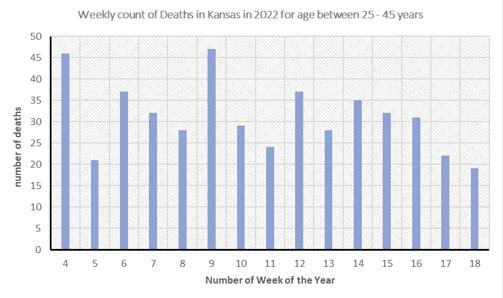 Weekly count of Deaths in Kansas in 2022 for age between 25 - 45 years
number of deaths
50
45
40
35
30
25
20
15
10
5
0
4 5 6 7 8 9 10 11 12 13 14 15 16 17 18
Number of Week of the Year